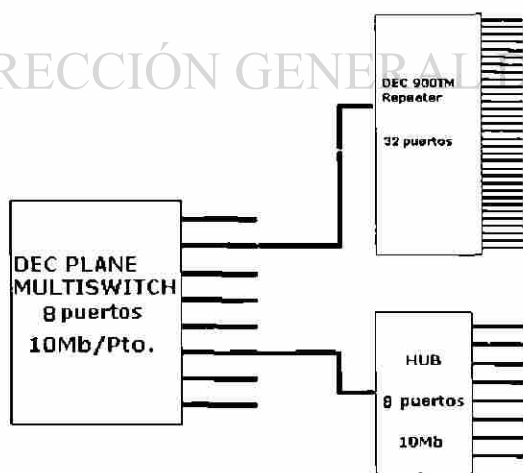 RECCIÓN GENERAL
DEC 900TM
Repeater
32 puertos
DEC PLANE
MULTISWITCH
8 puertos
10Mb/Pto.
HUB
8 puertos
10Mb